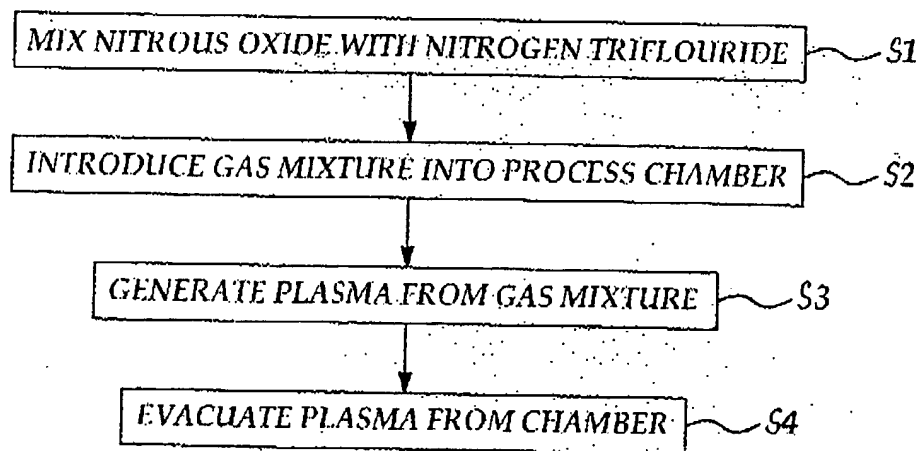 MIX NITROUS OXIDE WITH NITROGEN TRIFLOURIDE S1
INTRODUCE GAS MIXTURE INTO PROCESS CHAMBER S2
GENERATE PLASMA FROM GAS MIXTURE S3
EVACUATE PLASMA FROM CHAMBER S4